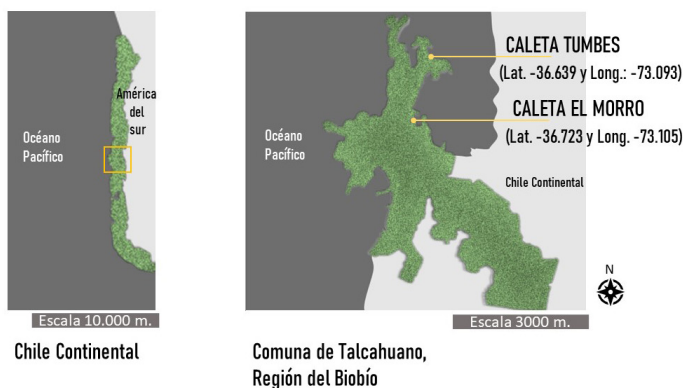 América
del
sur
Océano
Pacífico
Escala 10.000 m.
Chile Continental
CALETA TUMBES
(Lat. -36.639 y Long.: -73.093)
CALETA EL MORRO
(Lat. -36.723 y Long. -73.105)
Océano
Pacífico
Chile Continental
N
Escala 3000 m.
Comuna de Talcahuano,
Región del Biobío